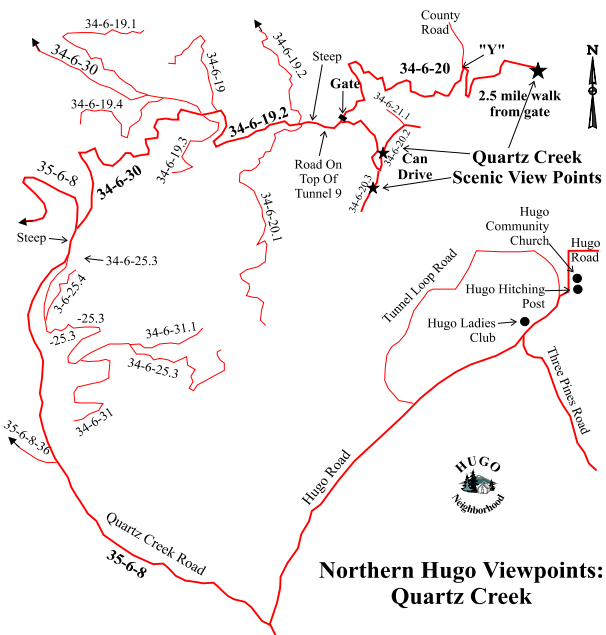 34-6-19.1
34-6-30
34-6-19
34-6-19.2
34-6-19.4
County
Road
"Y"
Steep
34-6-20
N
Gate
2.5 mile walk
from gate
34-6-19.2
34-6-21.1
34-6-20.2
34-6-19.3
Road On
Top Of
Tunnel 9
Can
Drive
Quartz Creek
Scenic View Points
34-6-20.3
35-6-8
34-6-30
34-6-20.1
Steep
34-6-25.3
3-6-25.4
-25.3
-25.3
34-6-31.1
34-6-25.3
34-6-31
35-6-8-36
Hugo
Community
Church
Hugo
Road
Tunnel Loop Road
Hugo Hitching
Post
Hugo Ladies
Club
Three Pines Road
Hugo Road
HUGO
Neighborhood
Quartz Creek Road
35-6-8
Northern Hugo Viewpoints:
Quartz Creek